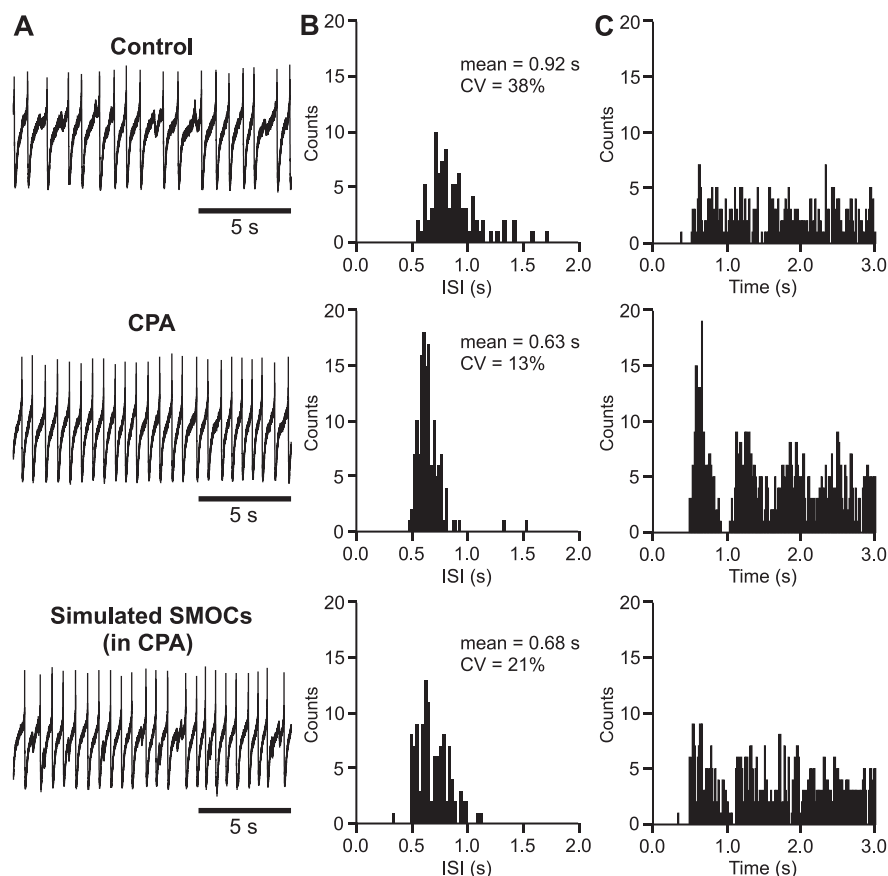 A
B
C
Control
5 s
20
15
10
5
0
Counts
mean = 0.92 s
CV = 38%
0.0 0.5 1.0 1.5 2.0
ISI (s)
20
15
10
5
0
Counts
0.0 1.0 2.0 3.0
Time (s)
CPA
5 s
20
15
10
5
0
Counts
mean = 0.63 s
CV = 13%
0.0 0.5 1.0 1.5 2.0
ISI (s)
20
15
10
5
0
Counts
0.0 1.0 2.0 3.0
Time (s)
Simulated SMOCs
(in CPA)
5 s
20
15
10
5
0
Counts
mean = 0.68 s
CV = 21%
0.0 0.5 1.0 1.5 2.0
ISI (s)
20
15
10
5
0
Counts
0.0 1.0 2.0 3.0
Time (s)